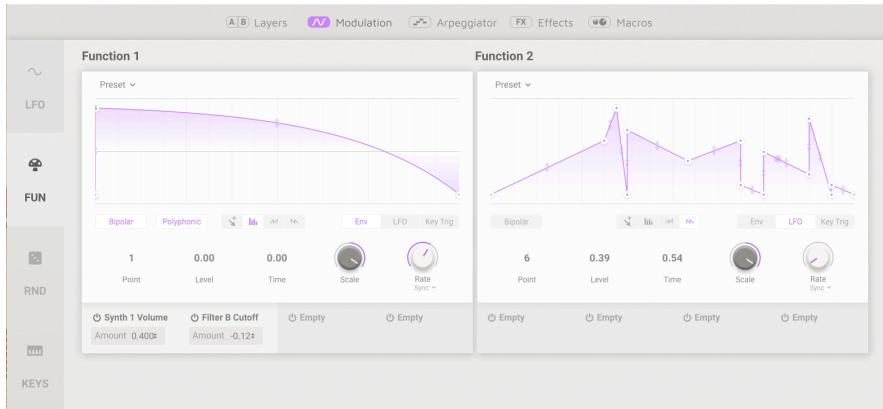 A B Layers Modulation Arpeggiator FX Effects Macros
Function 1 Function 2
LFO
FUN
RND
KEYS
Preset
Bipolar Polyphonic Env LFO Key Trig
1 0.00 0.00
Point Level Time Scale Rate
Sync
Synth 1 Volume Filter B Cutoff Empty Empty
Amount 0.400 Amount -0.12
Preset
Bipolar Env LFO Key Trig
6 0.39 0.54
Point Level Time Scale Rate
Sync
Empty Empty Empty Empty